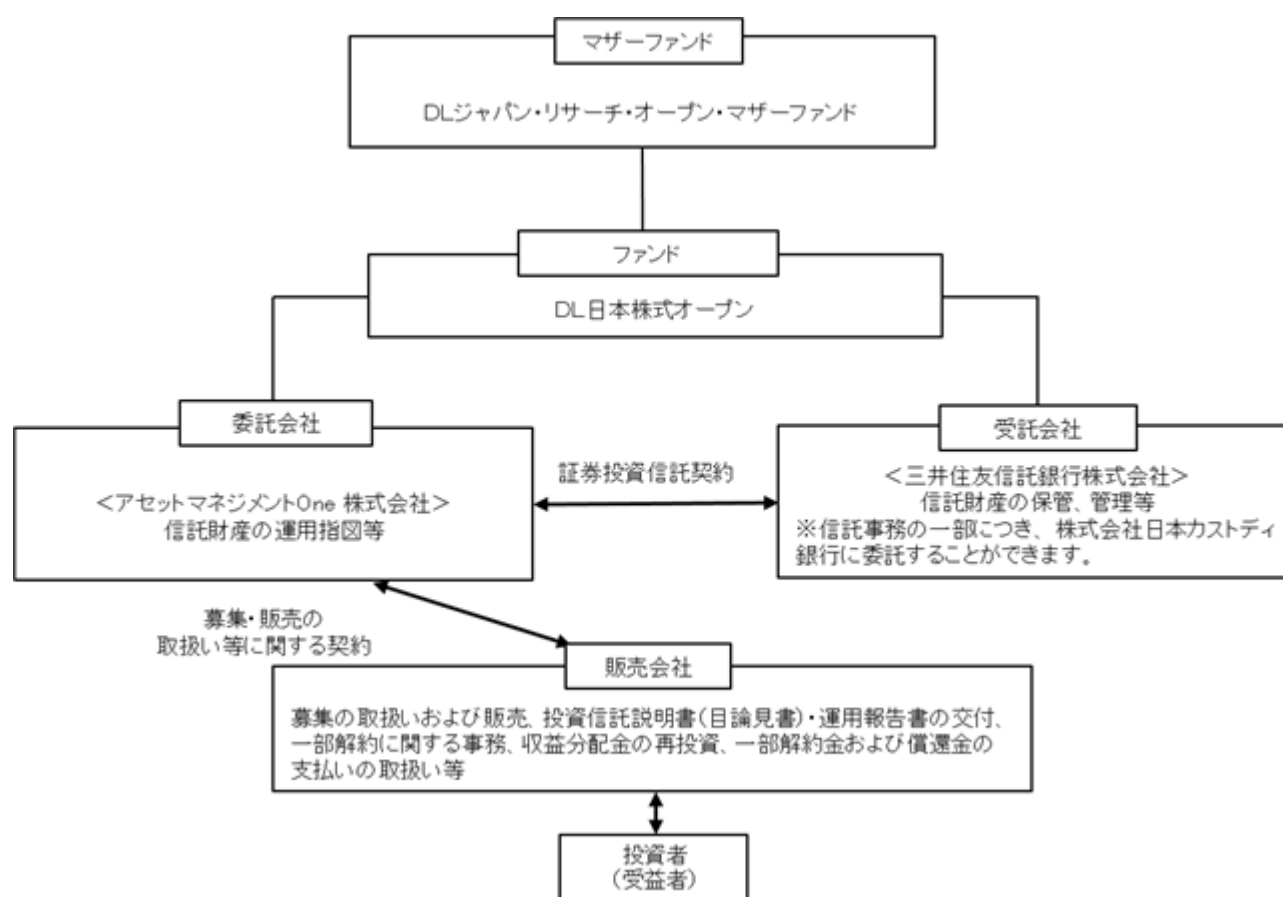 マザーファンド
DLジャパン・リサーチ・オープン・マザーファンド
ファンド
DL日本株式オープン
委託会社
<アセットマネジメントOne 株式会社>
信託財産の運用指図等
証券投資信託契約
受託会社
<三井住友信託銀行株式会社>
信託財産の保管、管理等
※信託事務の一部につき、株式会社日本カストディ
銀行に委託することができます。
募集・販売の
取扱い等に関する契約
販売会社
募集の取扱いおよび販売、投資信託説明書(目論見書)・運用報告書の交付、
一部解約に関する事務、収益分配金の再投資、一部解約金および償還金の
支払いの取扱い等
投資者
(受益者)